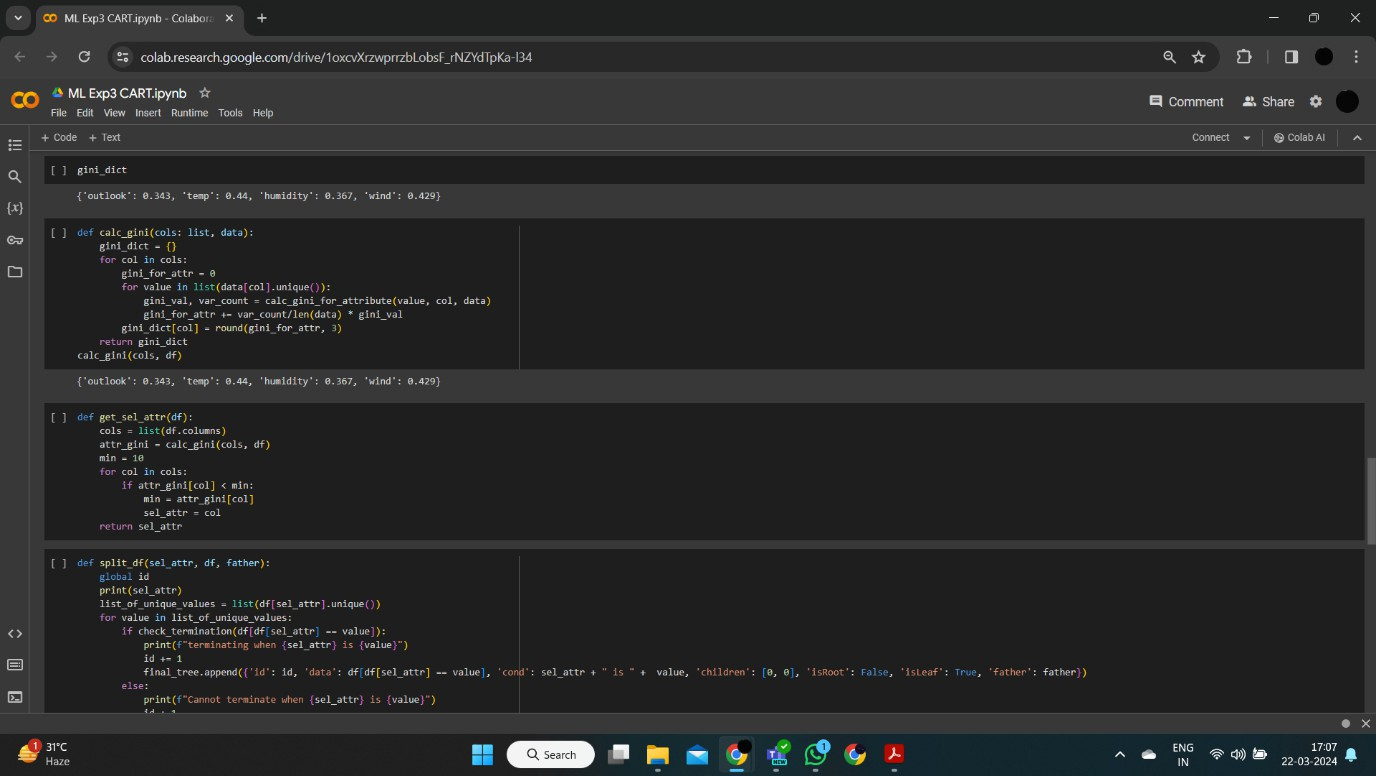 ML Exp3 CART.ipynb - Colabora
colab.research.google.com/drive/1oxcvXrzwprrzbLobsF_rNZYdTpKa-l34
ML Exp3 CART.ipynb
Comment Share
File Edit View Insert Runtime Tools Help
+ Code + Text Connect Colab AI
[ ] gini_dict
{'outlook': 0.343, 'temp': 0.44, 'humidity': 0.367, 'wind': 0.429}
[ ] def calc_gini(cols: list, data):
gini_dict = {}
for col in cols:
gini_for_attr = 0
for value in list(data[col].unique()):
gini_val, var_count = calc_gini_for_attribute(value, col, data)
gini_for_attr += var_count/len(data) * gini_val
gini_dict[col] = round(gini_for_attr, 3)
return gini_dict
calc_gini(cols, df)
{'outlook': 0.343, 'temp': 0.44, 'humidity': 0.367, 'wind': 0.429}
[ ] def get_sel_attr(df):
cols = list(df.columns)
attr_gini = calc_gini(cols, df)
min = 10
for col in cols:
if attr_gini[col] < min:
min = attr_gini[col]
sel_attr = col
return sel_attr
[ ] def split_df(sel_attr, df, father):
global id
print(sel_attr)
list_of_unique_values = list(df[sel_attr].unique())
for value in list_of_unique_values:
if check_termination(df[df[sel_attr] == value]):
print(f"terminating when {sel_attr} is {value}")
id += 1
final_tree.append({'id': id, 'data': df[df[sel_attr] == value], 'cond': sel_attr + " is " + value, 'children': [0, 0], 'isRoot': False, 'isLeaf': True, 'father': father})
else:
print(f"Cannot terminate when {sel_attr} is {value}")
id + 1
1 31°C
Haze
Search
NEW
1
ENG
IN
17:07
22-03-2024